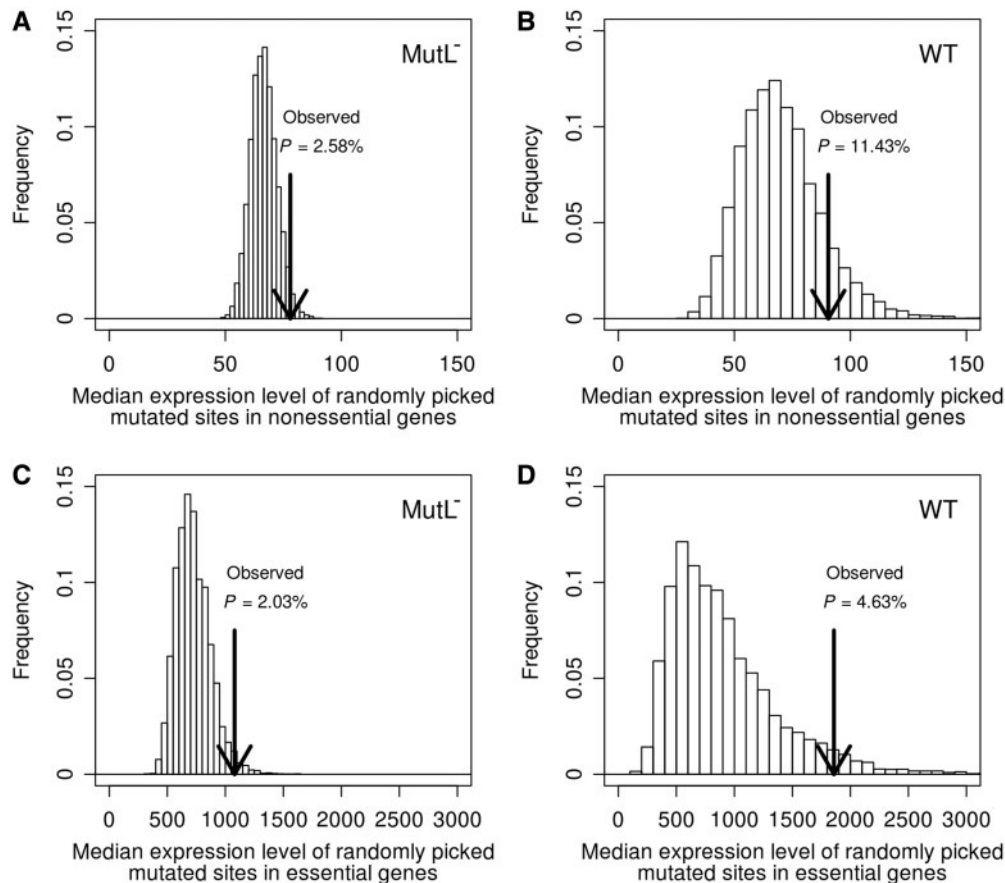 A
MutL-
Observed
P = 2.58%
Frequency
0.15
0.1
0.05
0
0 50 100 150
Median expression level of randomly picked
mutated sites in nonessential genes
B
WT
Observed
P = 11.43%
Frequency
0.15
0.1
0.05
0
0 50 100 150
Median expression level of randomly picked
mutated sites in nonessential genes
C
MutL-
Observed
P = 2.03%
Frequency
0.15
0.1
0.05
0
0 500 1000 1500 2000 2500 3000
Median expression level of randomly picked
mutated sites in essential genes
D
WT
Observed
P = 4.63%
Frequency
0.15
0.1
0.05
0
0 500 1000 1500 2000 2500 3000
Median expression level of randomly picked
mutated sites in essential genes